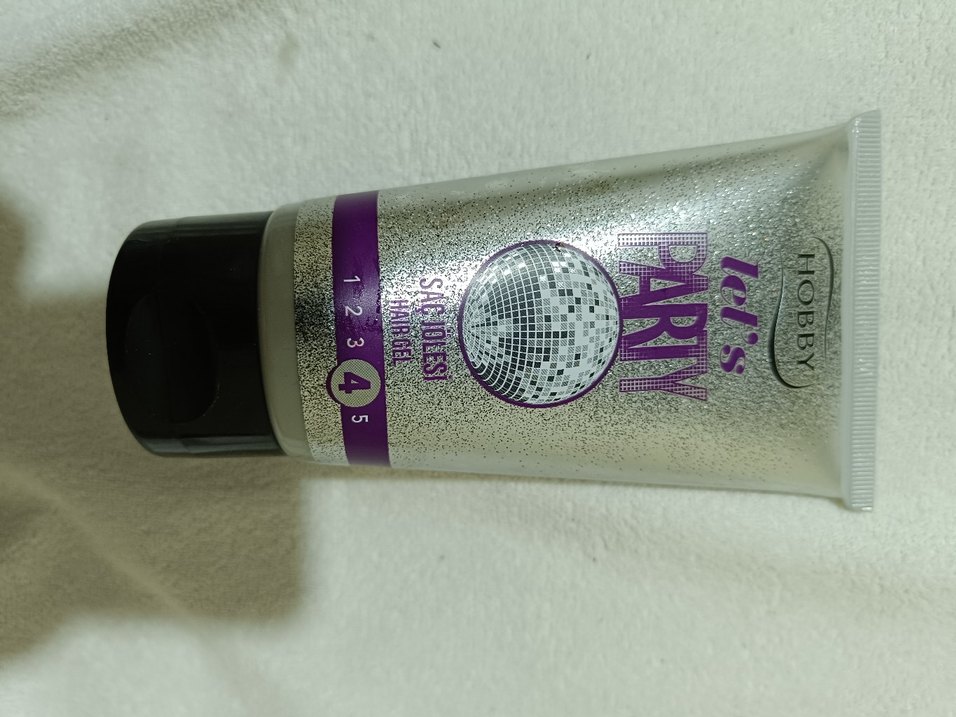 HOBBY
let's
PARTY
SAÇ JÖLESİ
HAIR GEL
1 2 3 4 5